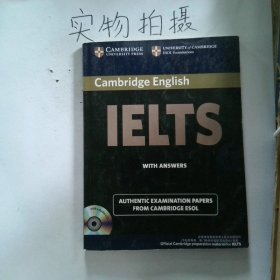 实物拍摄
CAMBRIDGE
UNIVERSITY PRESS
UNIVERSITY of CAMBRIDGE
ESOL Examinations
Cambridge English
IELTS
WITH ANSWERS
AUTHENTIC EXAMINATION PAPERS
FROM CAMBRIDGE ESOL
Official Cambridge preparation material for IELTS